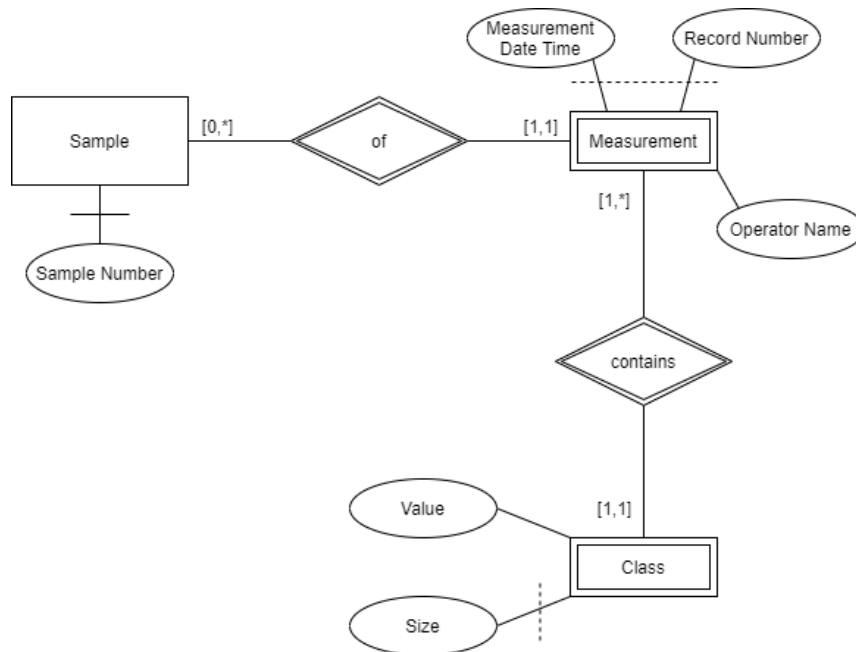 Measurement
Date Time
Record Number
Sample
[0,*]
of
[1,1]
Measurement
[1,*]
Operator Name
Sample Number
contains
Value
[1,1]
Class
Size